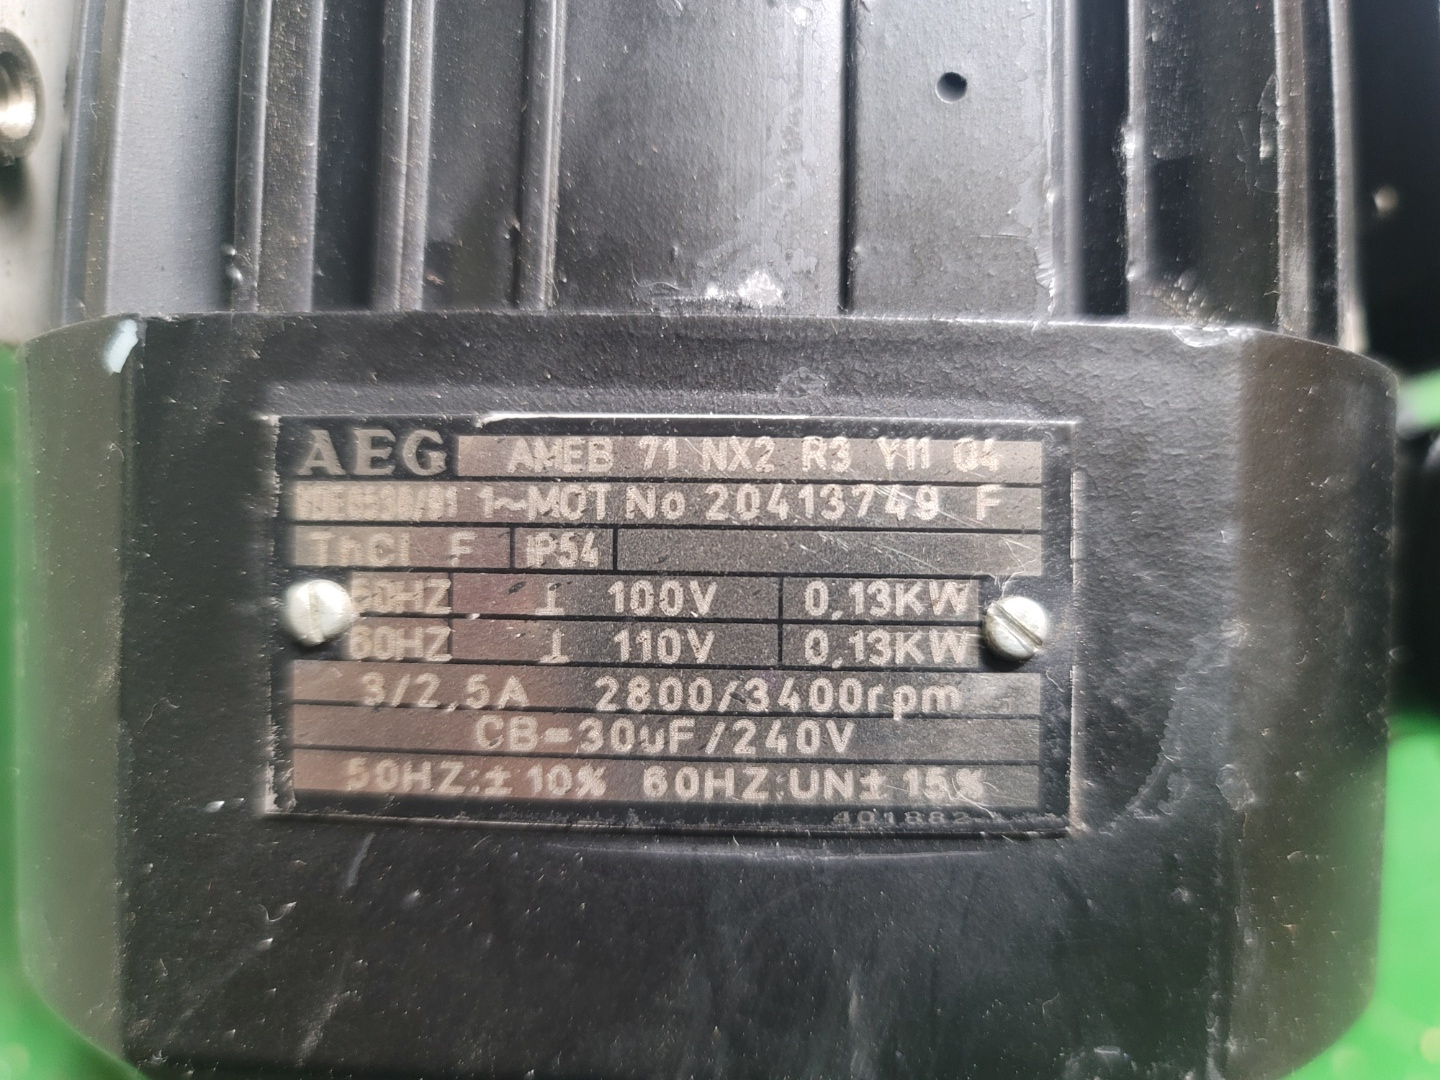 AEG AMEB 71 NX2 R3 Y11 Q4
1~MOT No 20413749 F
ThCl F IP54
HZ ⊥ 100V 0,13KW
60HZ ⊥ 110V 0,13KW
3/2,5A 2800/3400rpm
CB=30uF/240V
50HZ:± 10% 60HZ:UN± 15%
401882-